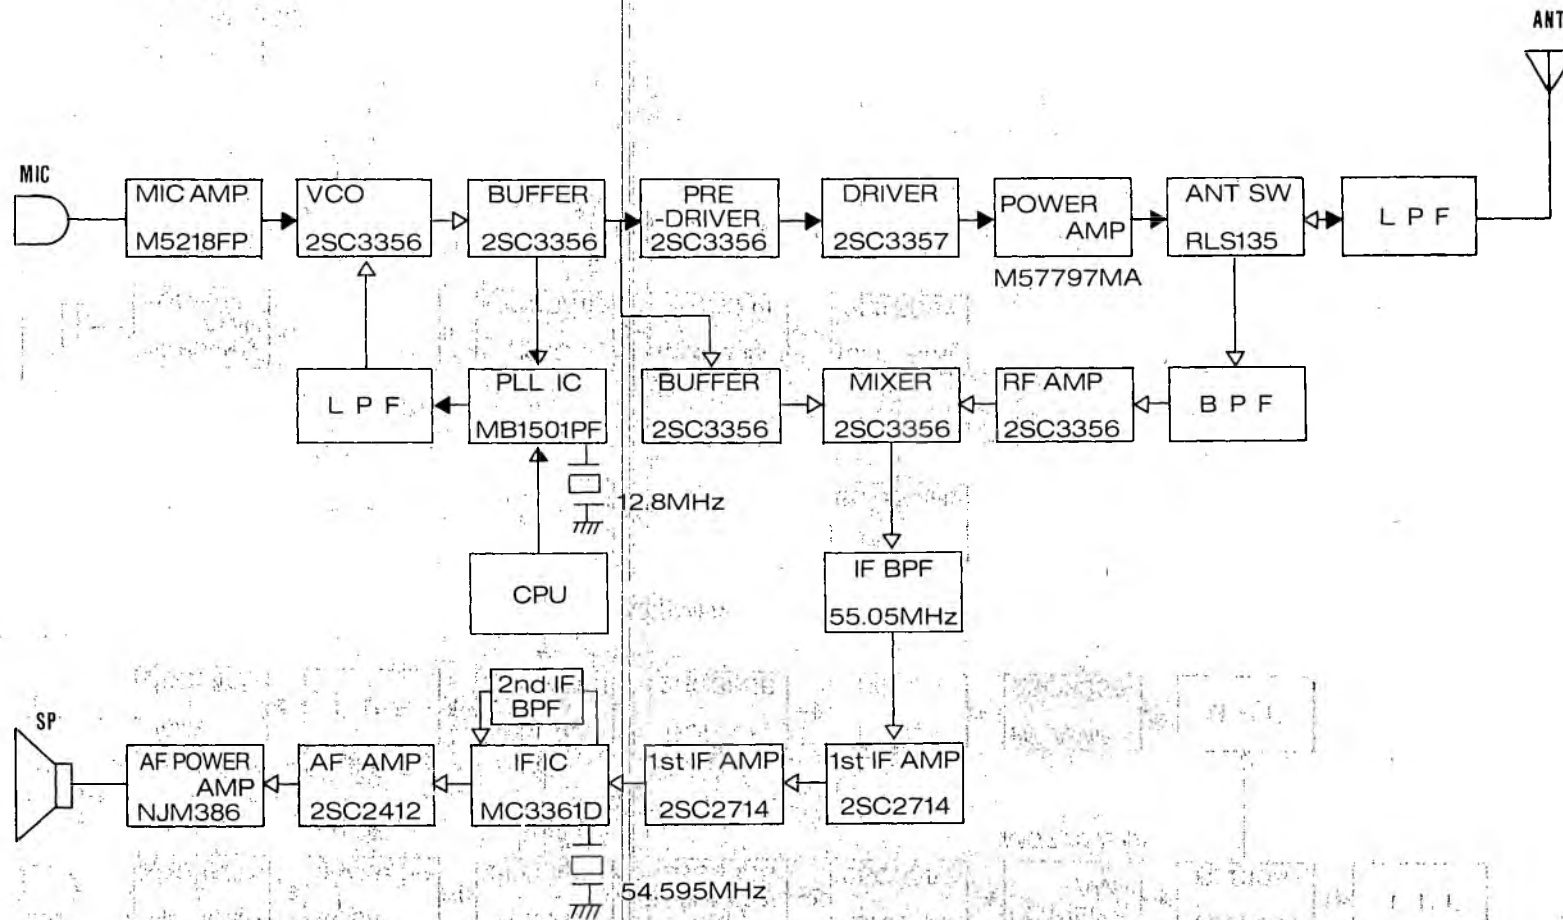 ANT
MIC
MIC AMP
M5218FP
VCO
2SC3356
BUFFER
2SC3356
PRE
-DRIVER
2SC3356
DRIVER
2SC3357
POWER
AMP
M57797MA
ANT SW
RLS135
L P F
L P F
PLL IC
MB1501PF
12.8MHz
BUFFER
2SC3356
MIXER
2SC3356
RF AMP
2SC3356
B P F
CPU
IF BPF
55.05MHz
2nd IF
BPF
SP
AF POWER
AMP
NJM386
AF AMP
2SC2412
IF IC
MC3361D
1st IF AMP
2SC2714
1st IF AMP
2SC2714
54.595MHz